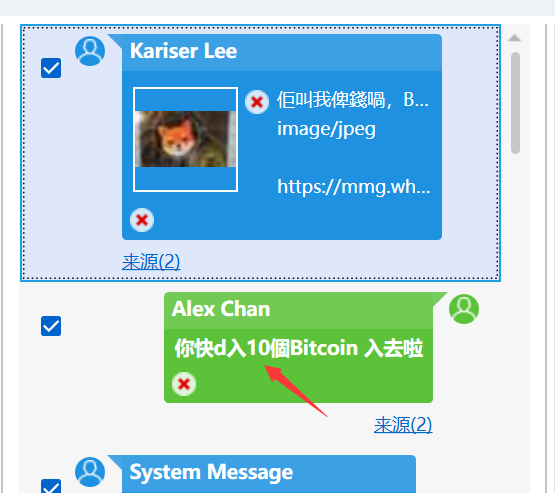 Kariser Lee
佢叫我俾錢喎，B...
image/jpeg
https://mmg.wh...
来源(2)
Alex Chan
你快d入10個Bitcoin 入去啦
来源(2)
System Message